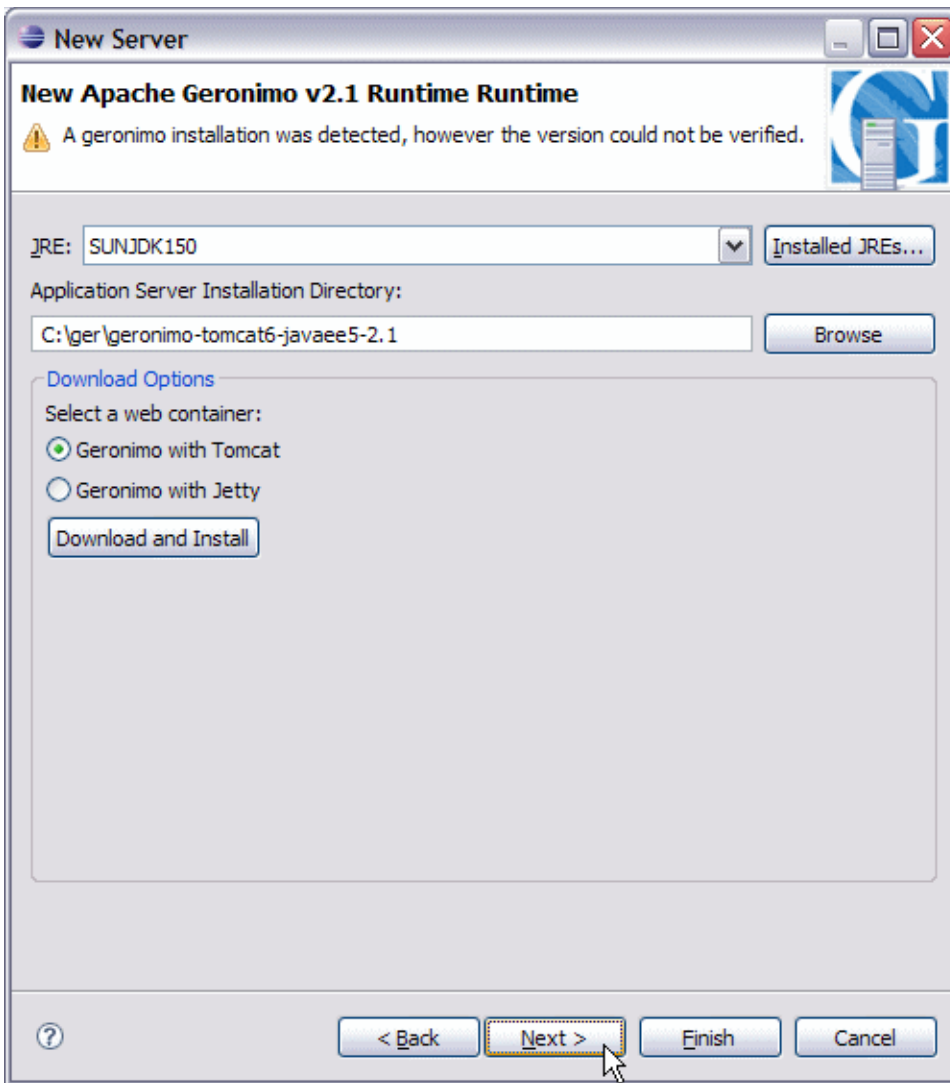 New Server
New Apache Geronimo v2.1 Runtime Runtime
A geronimo installation was detected, however the version could not be verified.
JRE: SUNJDK150 Installed JREs...
Application Server Installation Directory:
C:\ger\geronimo-tomcat6-javaee5-2.1 Browse
Download Options
Select a web container:
Geronimo with Tomcat
Geronimo with Jetty
Download and Install
? < Back Next > Finish Cancel